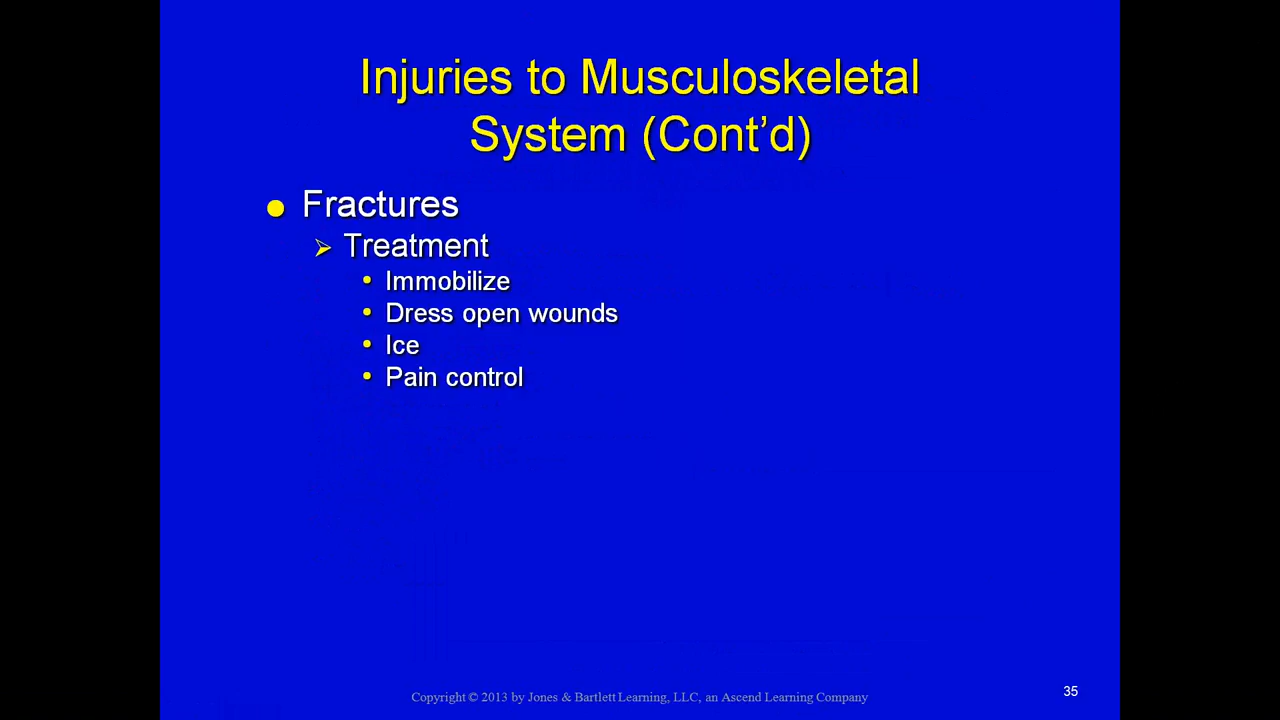 Injuries to Musculoskeletal
System (Cont’d)
Fractures
Treatment
Immobilize
Dress open wounds
Ice
Pain control
Copyright © 2013 by Jones & Bartlett Learning, LLC, an Ascend Learning Company
35